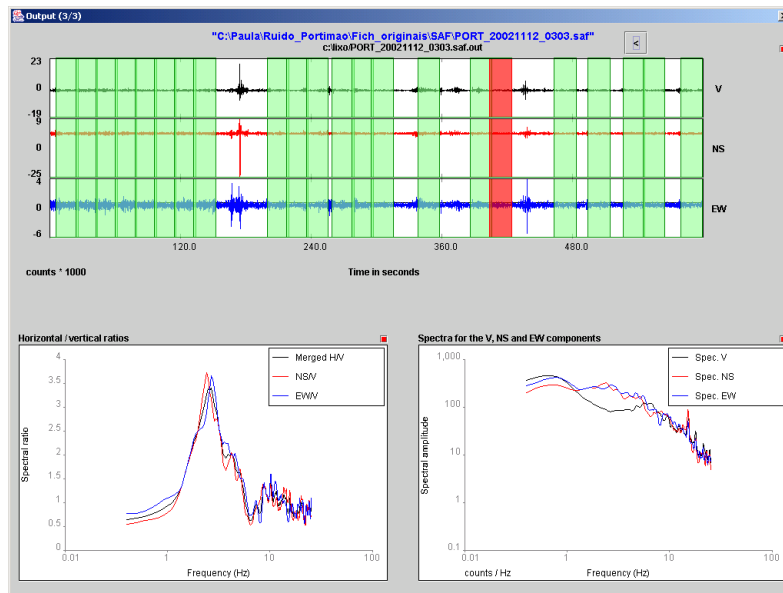 Output (3/3)
"C:\Paula\Ruido_Portimao\Fich_originais\SAF\PORT_20021112_0303.saf"
c:\lixo\PORT_20021112_0303.saf.out
<
23
0
-19
V
9
0
-25
NS
4
0
-6
EW
120.0 240.0 360.0 480.0
counts * 1000 Time in seconds
Horizontal / vertical ratios
4
3.5
3
2.5
2
1.5
1
0.5
0
Spectral ratio
Merged H/V
NS/V
EW/V
0.01 1 10 100
Frequency (Hz)
Spectra for the V, NS and EW components
1,000
100
10
1
0.1
Spectral amplitude
Spec. V
Spec. NS
Spec. EW
0.01 1 10 100
counts / Hz Frequency (Hz)